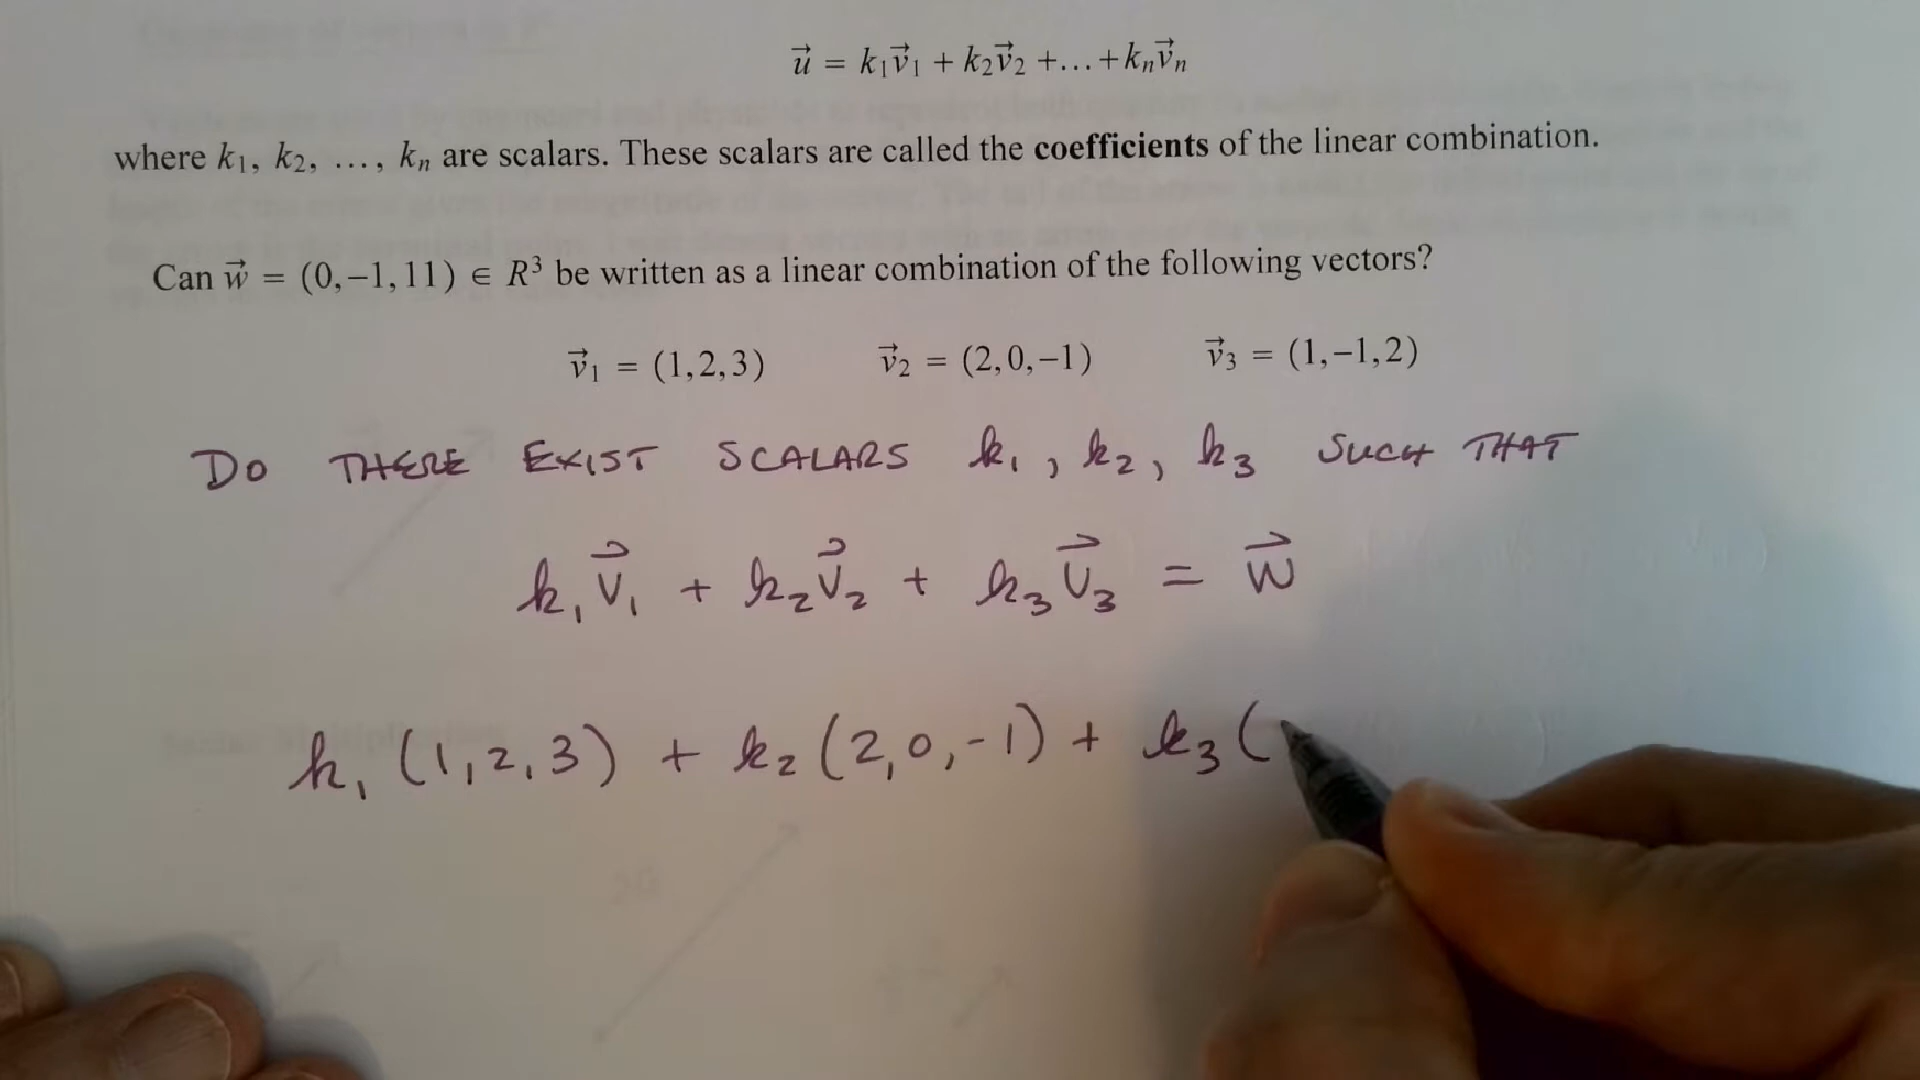 u⃗ = k₁v⃗₁ + k₂v⃗₂ +…+kₙv⃗ₙ
where k₁, k₂, …, kₙ are scalars. These scalars are called the coefficients of the linear combination.
Can w⃗ = (0,−1,11) ∈ R³ be written as a linear combination of the following vectors?
v⃗₁ = (1,2,3) v⃗₂ = (2,0,−1) v⃗₃ = (1,−1,2)
DO THERE EXIST SCALARS k₁, k₂, k₃ SUCH THAT
k₁v⃗₁ + k₂v⃗₂ + k₃v⃗₃ = w⃗
k₁(1,2,3) + k₂(2,0,-1) + k₃(